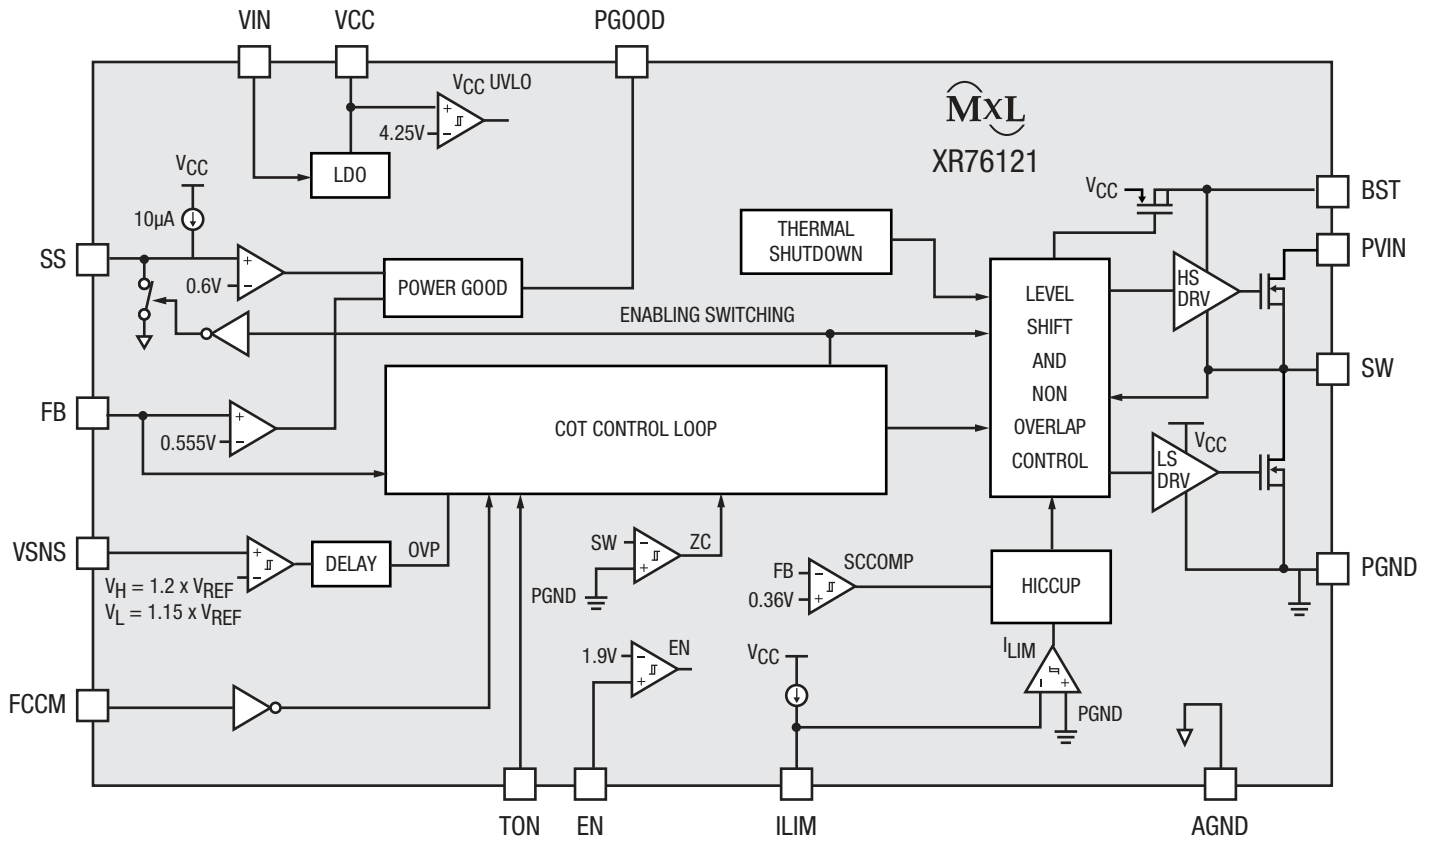 VIN
VCC
PGOOD
VCC UVLO
+
4.25V
−
LDO
MxL
XR76121
VCC
10µA
SS
+
0.6V
−
POWER GOOD
THERMAL
SHUTDOWN
VCC
BST
PVIN
HS
DRV
ENABLING SWITCHING
LEVEL
SHIFT
AND
NON
OVERLAP
CONTROL
SW
FB
+
0.555V
−
COT CONTROL LOOP
VCC
LS
DRV
VSNS
+
−
VH = 1.2 x VREF
VL = 1.15 x VREF
DELAY
OVP
SW
−
+
ZC
PGND
FB
−
0.36V
+
SCCOMP
HICCUP
PGND
1.9V
−
+
EN
VCC
ILIM
−
+
PGND
FCCM
TON
EN
ILIM
AGND